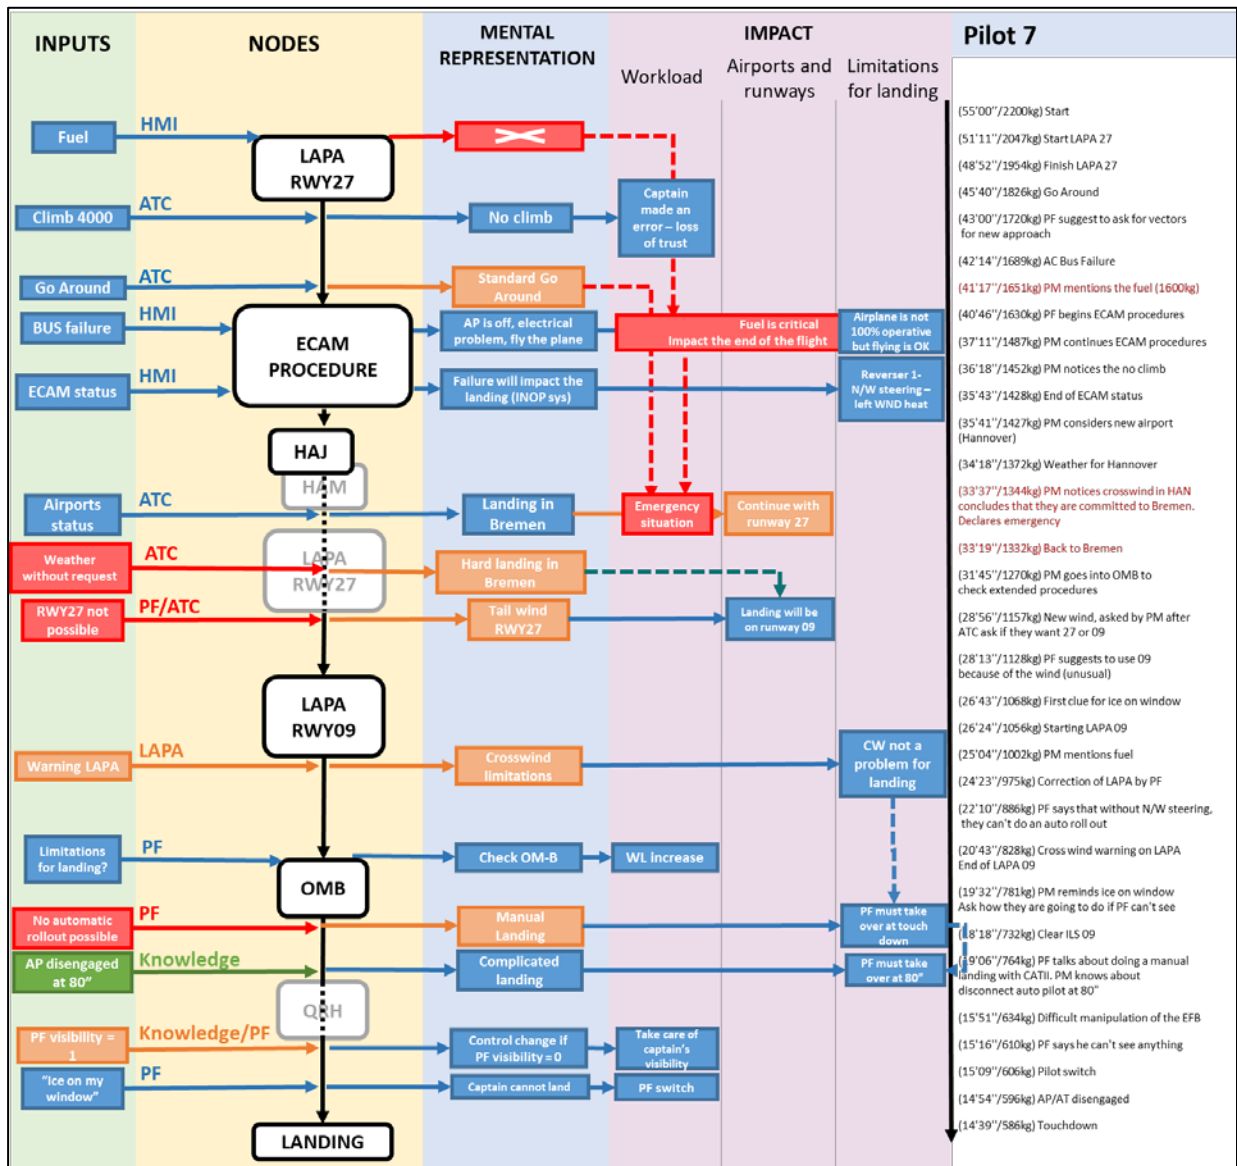 INPUTS
NODES
MENTAL
REPRESENTATION
IMPACT
Workload
Airports and
runways
Limitations
for landing
Pilot 7
Fuel
HMI
LAPA
RWY27
Climb 4000
ATC
No climb
Captain
made an
error – loss
of trust
Go Around
ATC
Standard Go
Around
BUS failure
HMI
ECAM
PROCEDURE
AP is off, electrical
problem, fly the plane
Fuel is critical
Impact the end of the flight
Airplane is not
100% operative
but flying is OK
ECAM status
HMI
Failure will impact the
landing (INOP sys)
Reverser 1-
N/W steering –
left WND heat
HAJ
HAM
Airports
status
ATC
Landing in
Bremen
Emergency
situation
Continue with
runway 27
Weather
without request
ATC
LAPA
RWY27
Hard landing in
Bremen
RWY27 not
possible
PF/ATC
Tail wind
RWY27
Landing will be
on runway 09
LAPA
RWY09
Warning LAPA
LAPA
Crosswind
limitations
CW not a
problem for
landing
Limitations
for landing?
PF
OMB
Check OM-B
WL increase
No automatic
rollout possible
PF
Manual
Landing
PF must take
over at touch
down
AP disengaged
at 80"
Knowledge
Complicated
landing
PF must take
over at 80"
QRH
PF visibility =
1
Knowledge/PF
Control change if
PF visibility = 0
Take care of
captain's
visibility
"Ice on my
window"
PF
Captain cannot land
PF switch
LANDING
(55'00''/2200kg) Start
(51'11''/2047kg) Start LAPA 27
(48'52''/1954kg) Finish LAPA 27
(45'40''/1826kg) Go Around
(43'00''/1720kg) PF suggest to ask for vectors
for new approach
(42'14''/1689kg) AC Bus Failure
(41'17''/1651kg) PM mentions the fuel (1600kg)
(40'46''/1630kg) PF begins ECAM procedures
(37'11''/1487kg) PM continues ECAM procedures
(36'18''/1452kg) PM notices the no climb
(35'43''/1428kg) End of ECAM status
(35'41''/1427kg) PM considers new airport
(Hannover)
(34'18''/1372kg) Weather for Hannover
(33'37''/1344kg) PM notices crosswind in HAN
concludes that they are committed to Bremen.
Declares emergency
(33'19''/1332kg) Back to Bremen
(31'45''/1270kg) PM goes into OMB to
check extended procedures
(28'56''/1157kg) New wind, asked by PM after
ATC ask if they want 27 or 09
(28'13''/1128kg) PF suggests to use 09
because of the wind (unusual)
(26'43''/1068kg) First clue for ice on window
(26'24''/1056kg) Starting LAPA 09
(25'04''/1002kg) PM mentions fuel
(24'23''/975kg) Correction of LAPA by PF
(22'10''/886kg) PF says that without N/W steering,
they can't do an auto roll out
(20'43''/828kg) Cross wind warning on LAPA
End of LAPA 09
(19'32''/781kg) PM reminds ice on window
Ask how they are going to do if PF can't see
8'18''/732kg) Clear ILS 09
(19'06''/764kg) PF talks about doing a manual
landing with CATII. PM knows about
disconnect auto pilot at 80"
(15'51''/634kg) Difficult manipulation of the EFB
(15'16''/610kg) PF says he can't see anything
(15'09''/606kg) Pilot switch
(14'54''/596kg) AP/AT disengaged
(14'39''/586kg) Touchdown